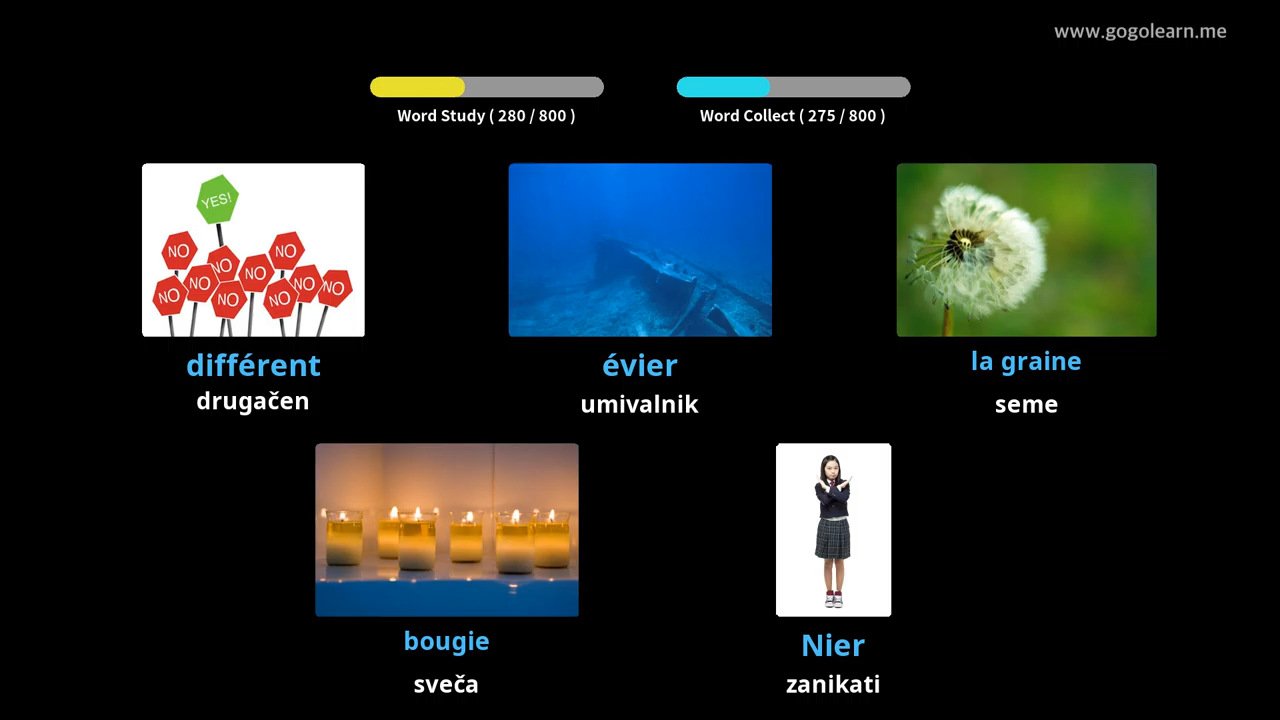 www.gogolearn.me
Word Study ( 280 / 800 )
Word Collect ( 275 / 800 )
YES!
NO
NO
NO
NO
NO
NO
NO
NO
NO
différent
drugačen
évier
umivalnik
la graine
seme
bougie
sveča
Nier
zanikati